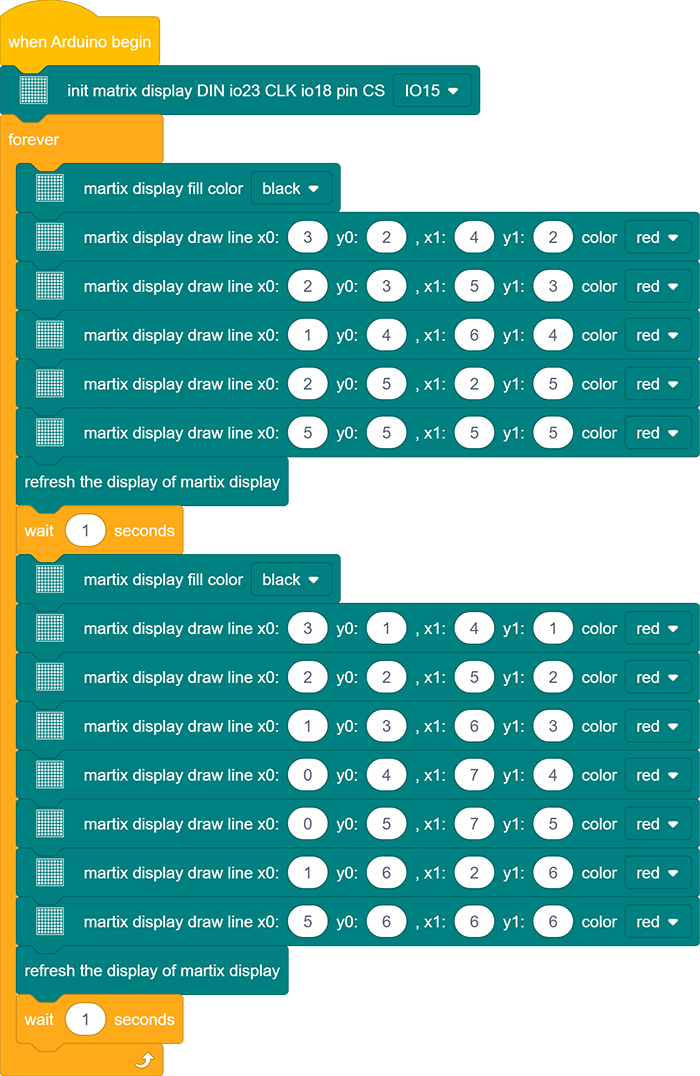 when Arduino begin
init matrix display DIN io23 CLK io18 pin CS IO15
forever
martix display fill color black
martix display draw line x0: 3 y0: 2 , x1: 4 y1: 2 color red
martix display draw line x0: 2 y0: 3 , x1: 5 y1: 3 color red
martix display draw line x0: 1 y0: 4 , x1: 6 y1: 4 color red
martix display draw line x0: 2 y0: 5 , x1: 2 y1: 5 color red
martix display draw line x0: 5 y0: 5 , x1: 5 y1: 5 color red
refresh the display of martix display
wait 1 seconds
martix display fill color black
martix display draw line x0: 3 y0: 1 , x1: 4 y1: 1 color red
martix display draw line x0: 2 y0: 2 , x1: 5 y1: 2 color red
martix display draw line x0: 1 y0: 3 , x1: 6 y1: 3 color red
martix display draw line x0: 0 y0: 4 , x1: 7 y1: 4 color red
martix display draw line x0: 0 y0: 5 , x1: 7 y1: 5 color red
martix display draw line x0: 1 y0: 6 , x1: 2 y1: 6 color red
martix display draw line x0: 5 y0: 6 , x1: 6 y1: 6 color red
refresh the display of martix display
wait 1 seconds